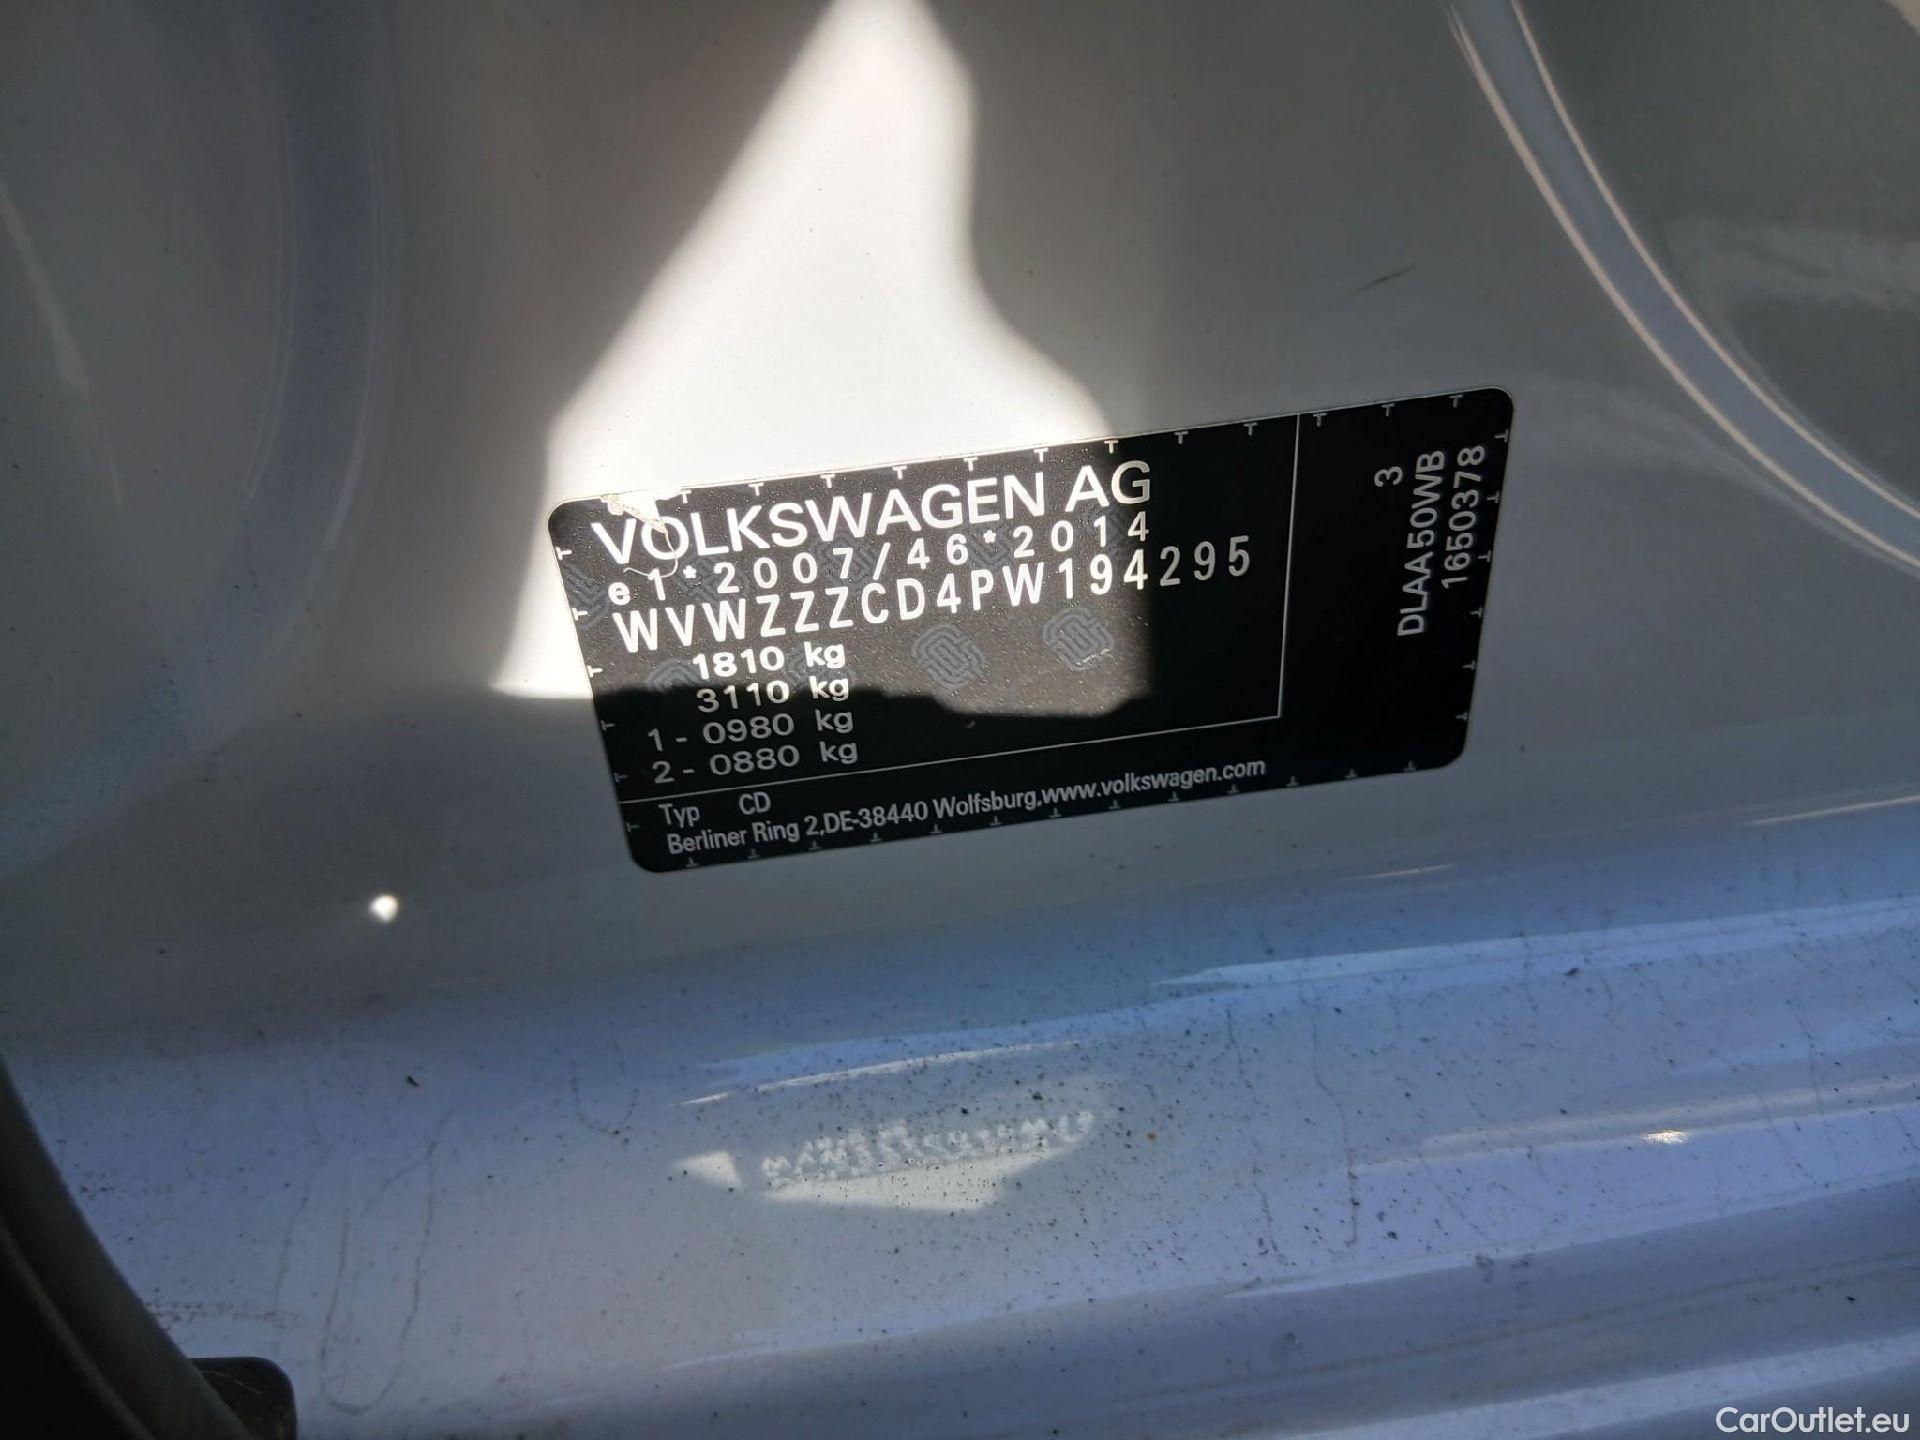 VOLKSWAGEN AG
e1*2007/46*2014
WVWZZZCD4PW194295
1810 kg
3110 kg
1 - 0980 kg
2 - 0880 kg
Typ CD
Berliner Ring 2,DE-38440 Wolfsburg,www.volkswagen.com
3
DLAA50WB
1650378
CarOutlet.eu